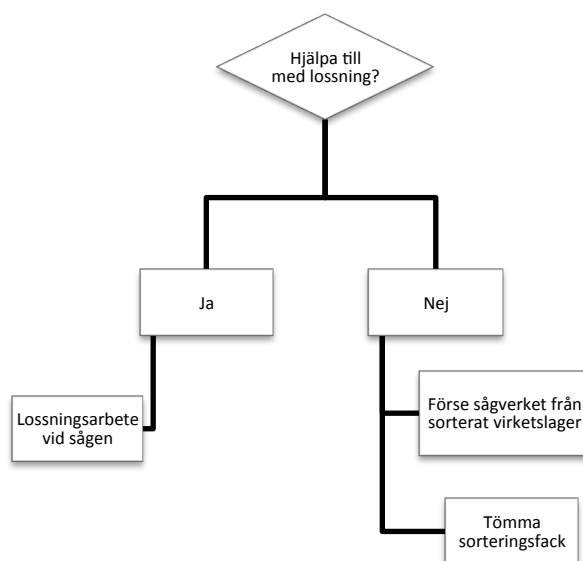 Hjälpa till
med lossning?
Ja
Nej
Lossningsarbete
vid sågen
Förse sågverket från
sorterat virketslager
Tömma
sorteringsfack